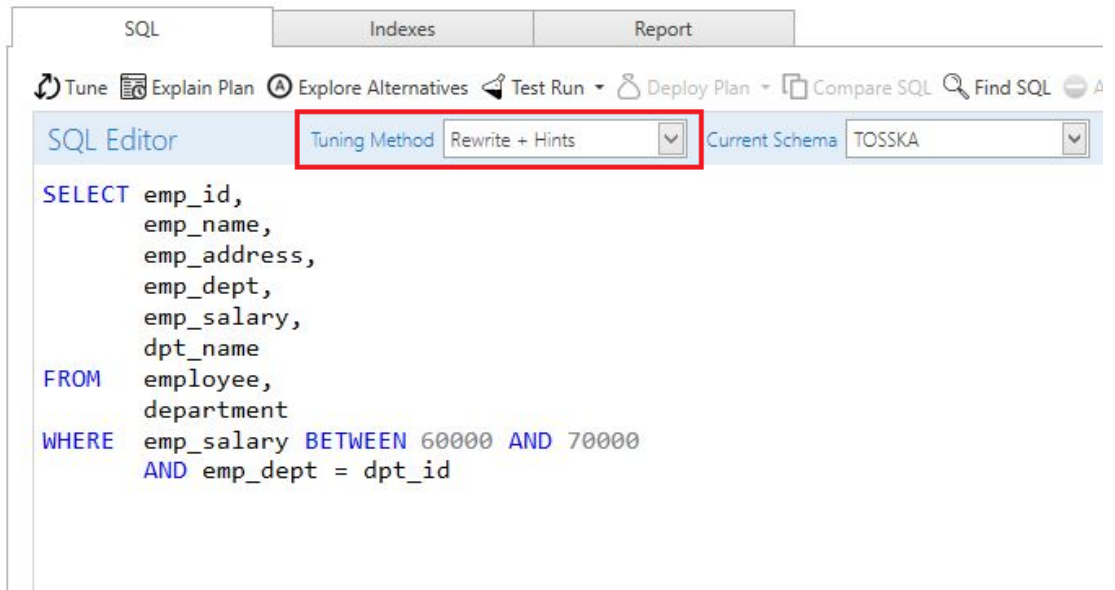 SQL Indexes Report
Tune Explain Plan Explore Alternatives Test Run Deploy Plan Compare SQL Find SQL A
SQL Editor Tuning Method Rewrite + Hints Current Schema TOSSKA
SELECT emp_id,
emp_name,
emp_address,
emp_dept,
emp_salary,
dpt_name
FROM employee,
department
WHERE emp_salary BETWEEN 60000 AND 70000
AND emp_dept = dpt_id